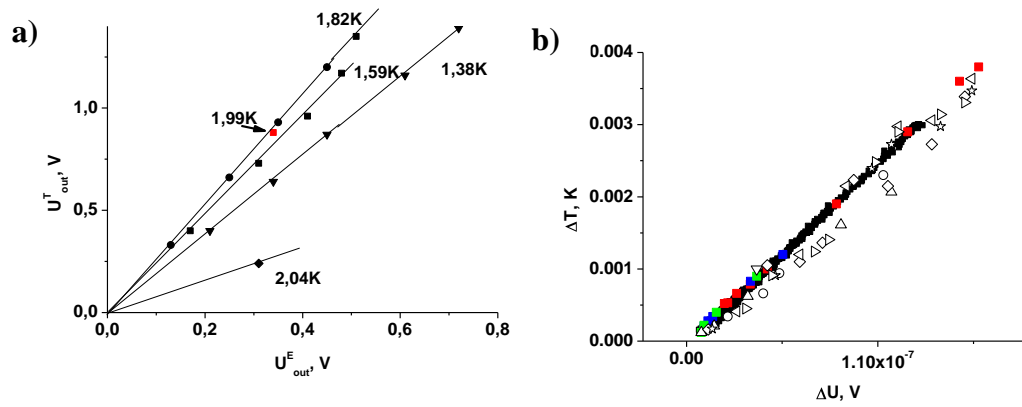 a)
1,82K
1,59K
1,38K
1,99K
2,04K
1,0
0,5
0,0
0,0 0,2 0,4 0,6 0,8
U^T_out, V
U^E_out, V
b)
0.004
0.003
0.002
0.001
0.000
0.00 1.10x10^-7
ΔT, K
ΔU, V